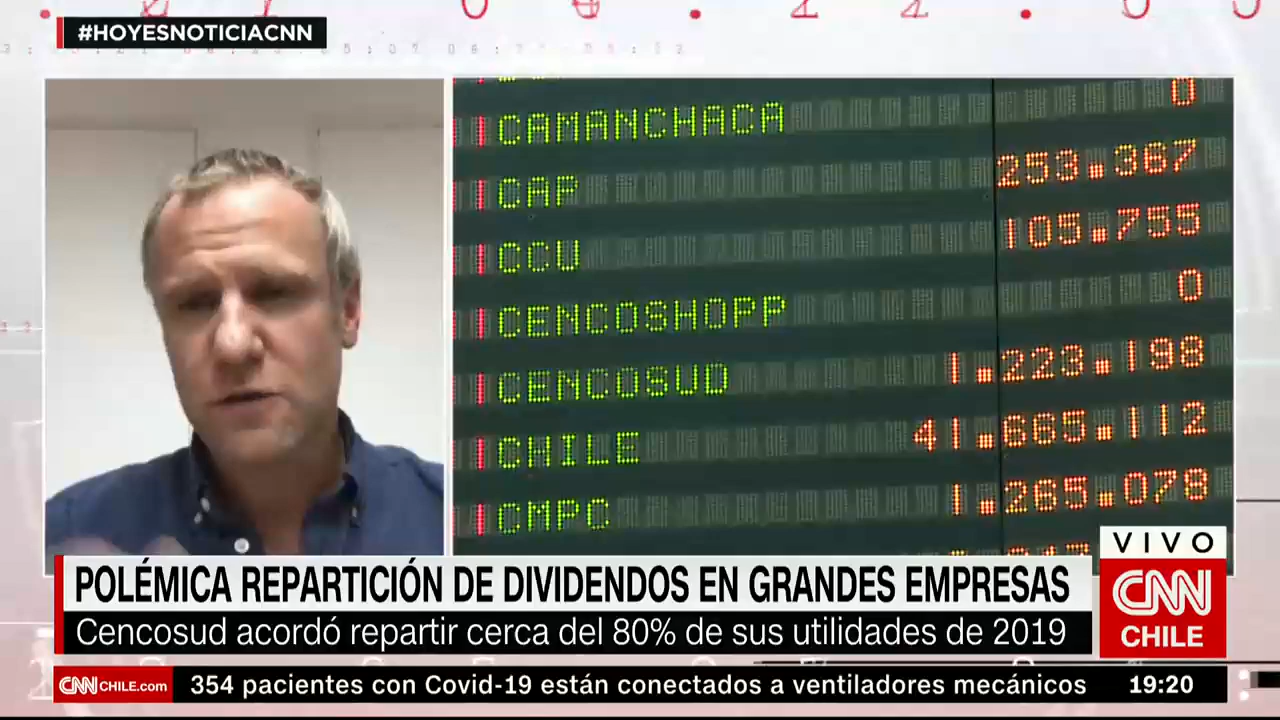 #HOYESNOTICIACNN
0
CAMANCHACA
CAP 253.367
CCU 105.755
CENCOSHOPP 0
CENCOSUD 1.223.198
CHILE 41.665.112
CMPC 1.265.078
VIVO
CNN
CHILE
POLÉMICA REPARTICIÓN DE DIVIDENDOS EN GRANDES EMPRESAS
Cencosud acordó repartir cerca del 80% de sus utilidades de 2019
CNNCHILE.com 354 pacientes con Covid-19 están conectados a ventiladores mecánicos 19:20